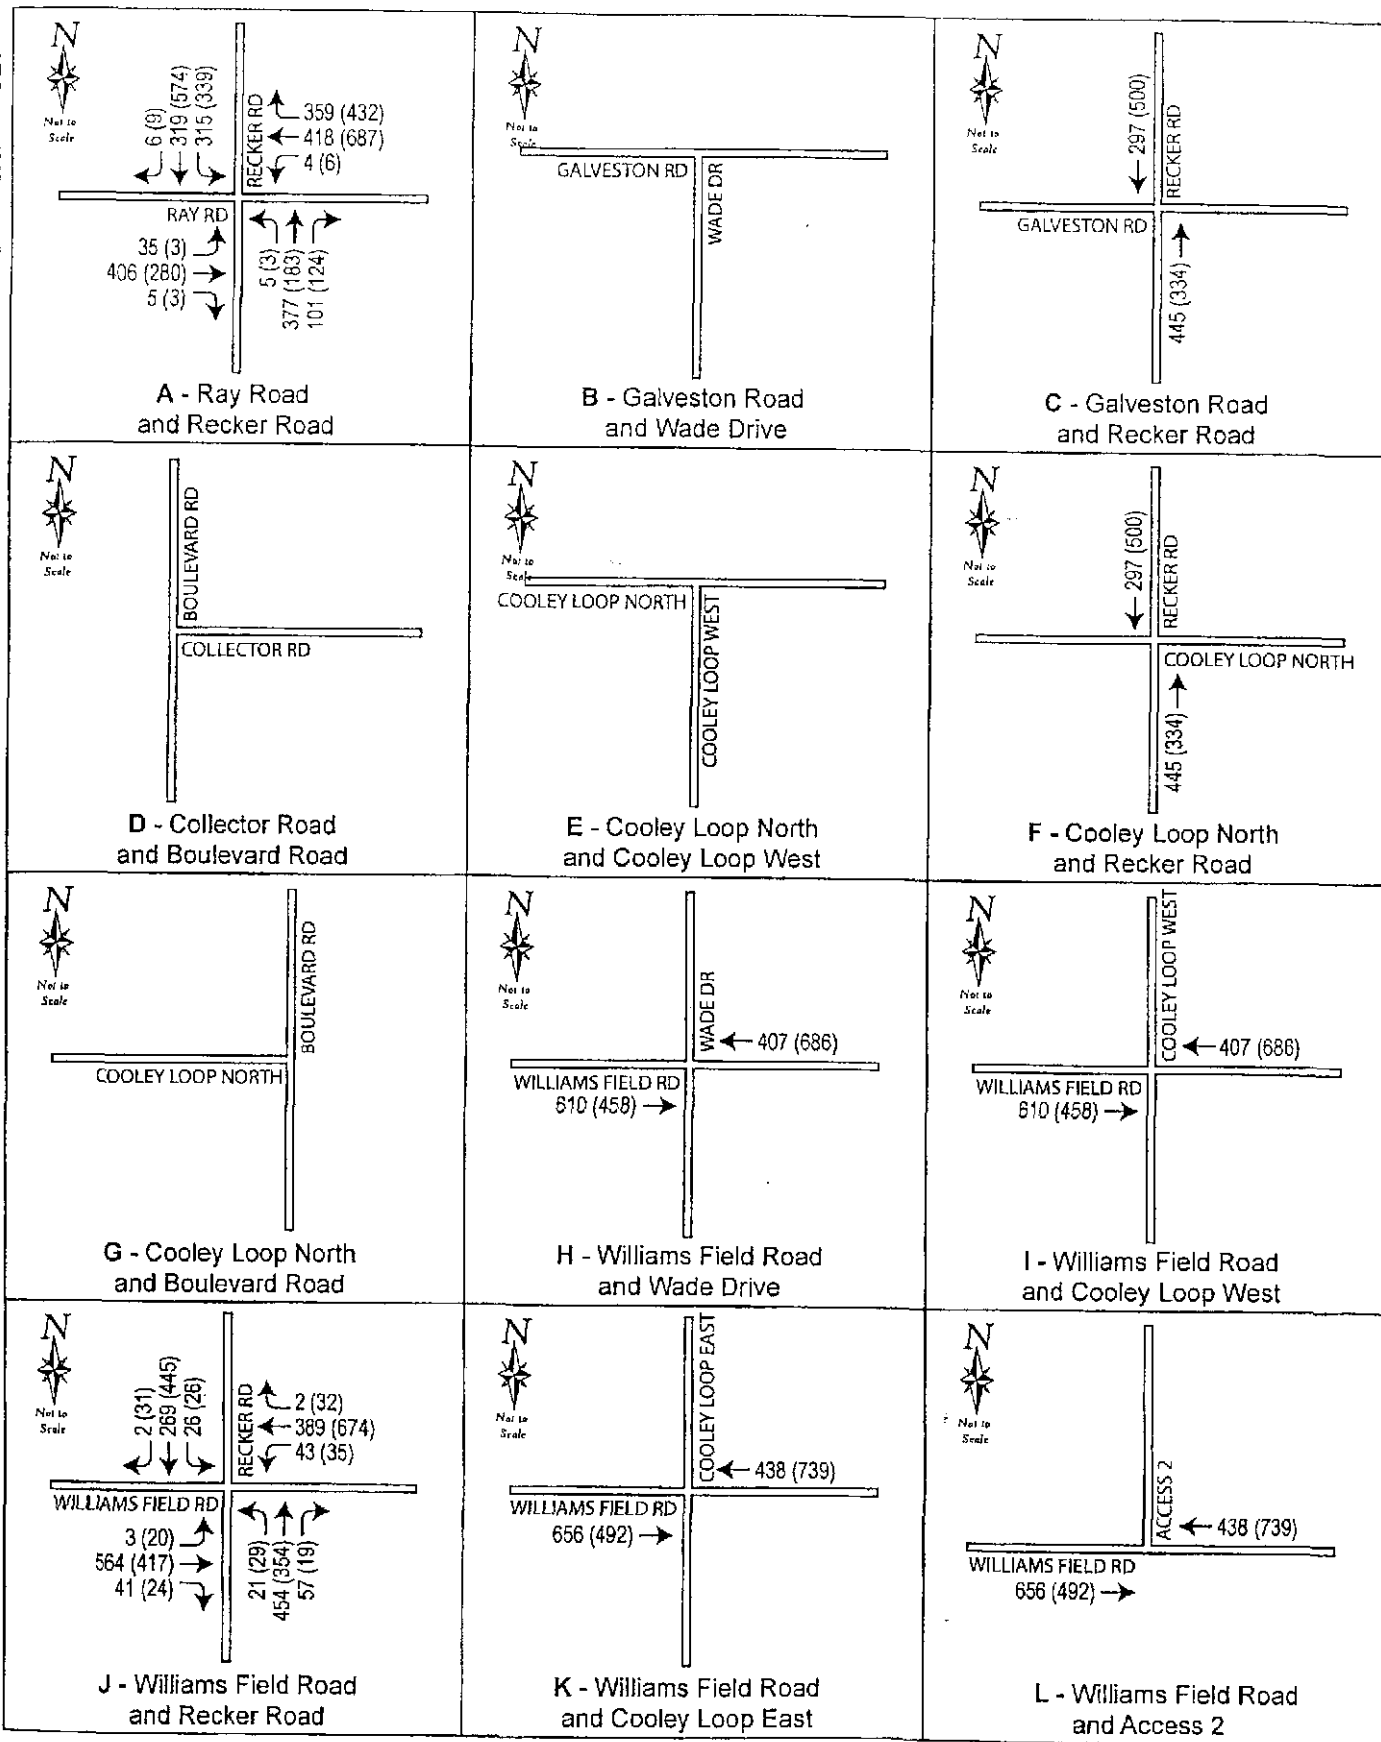 N
Not to
Scale
6 (9)
319 (574)
315 (339)
RECKER RD
359 (432)
418 (687)
4 (6)
RAY RD
35 (3)
406 (280)
5 (3)
5 (3)
377 (183)
101 (124)
A - Ray Road
and Recker Road
N
Not to
Scale
GALVESTON RD
WADE DR
B - Galveston Road
and Wade Drive
N
Not to
Scale
297 (500)
RECKER RD
GALVESTON RD
445 (334)
C - Galveston Road
and Recker Road
N
Not to
Scale
BOULEVARD RD
COLLECTOR RD
D - Collector Road
and Boulevard Road
N
Not to
Scale
COOLEY LOOP NORTH
COOLEY LOOP WEST
E - Cooley Loop North
and Cooley Loop West
N
Not to
Scale
297 (500)
RECKER RD
COOLEY LOOP NORTH
445 (334)
F - Cooley Loop North
and Recker Road
N
Not to
Scale
BOULEVARD RD
COOLEY LOOP NORTH
G - Cooley Loop North
and Boulevard Road
N
Not to
Scale
WADE DR
407 (686)
WILLIAMS FIELD RD
610 (458)
H - Williams Field Road
and Wade Drive
N
Not to
Scale
COOLEY LOOP WEST
407 (686)
WILLIAMS FIELD RD
610 (458)
I - Williams Field Road
and Cooley Loop West
N
Not to
Scale
2 (31)
269 (445)
26 (26)
RECKER RD
2 (32)
389 (674)
43 (35)
WILLIAMS FIELD RD
3 (20)
564 (417)
41 (24)
21 (29)
454 (354)
57 (19)
J - Williams Field Road
and Recker Road
N
Not to
Scale
COOLEY LOOP EAST
438 (739)
WILLIAMS FIELD RD
656 (492)
K - Williams Field Road
and Cooley Loop East
N
Not to
Scale
ACCESS 2
438 (739)
WILLIAMS FIELD RD
656 (492)
L - Williams Field Road
and Access 2